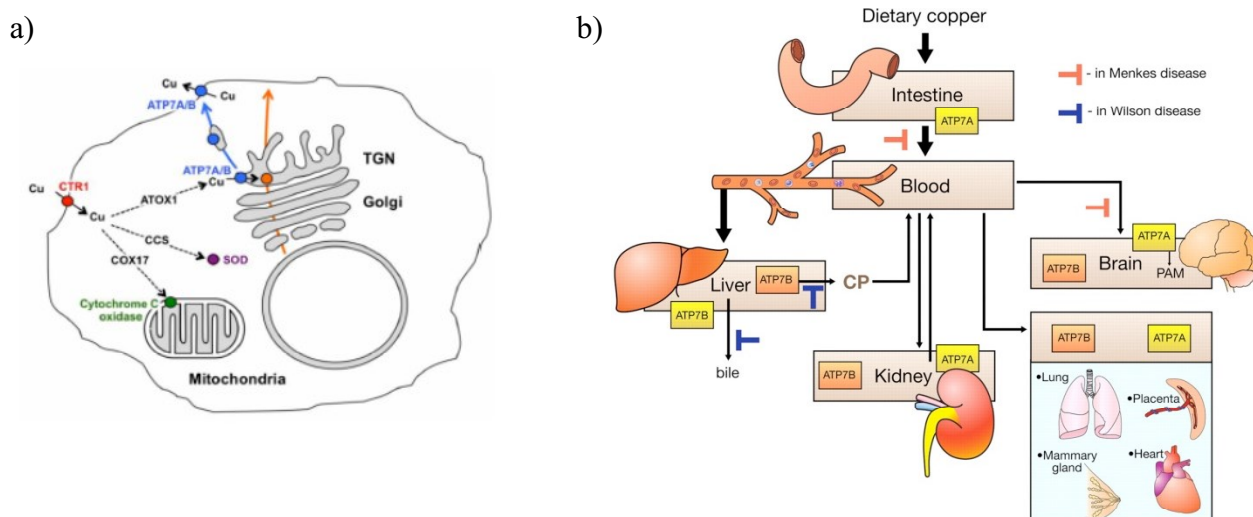 a)
Cu
Cu
ATP7A/B
ATP7A/B
Cu
TGN
Golgi
Cu
CTR1
Cu
ATOX1
CCS
SOD
COX17
Cytochrome C
oxidase
Mitochondria
b)
Dietary copper
Intestine
ATP7A
- in Menkes disease
- in Wilson disease
Blood
Liver
ATP7B
CP
ATP7B
bile
ATP7A
ATP7B
Brain
PAM
ATP7A
ATP7B
Kidney
ATP7B
ATP7A
•Lung
•Placenta
•Mammary
gland
•Heart